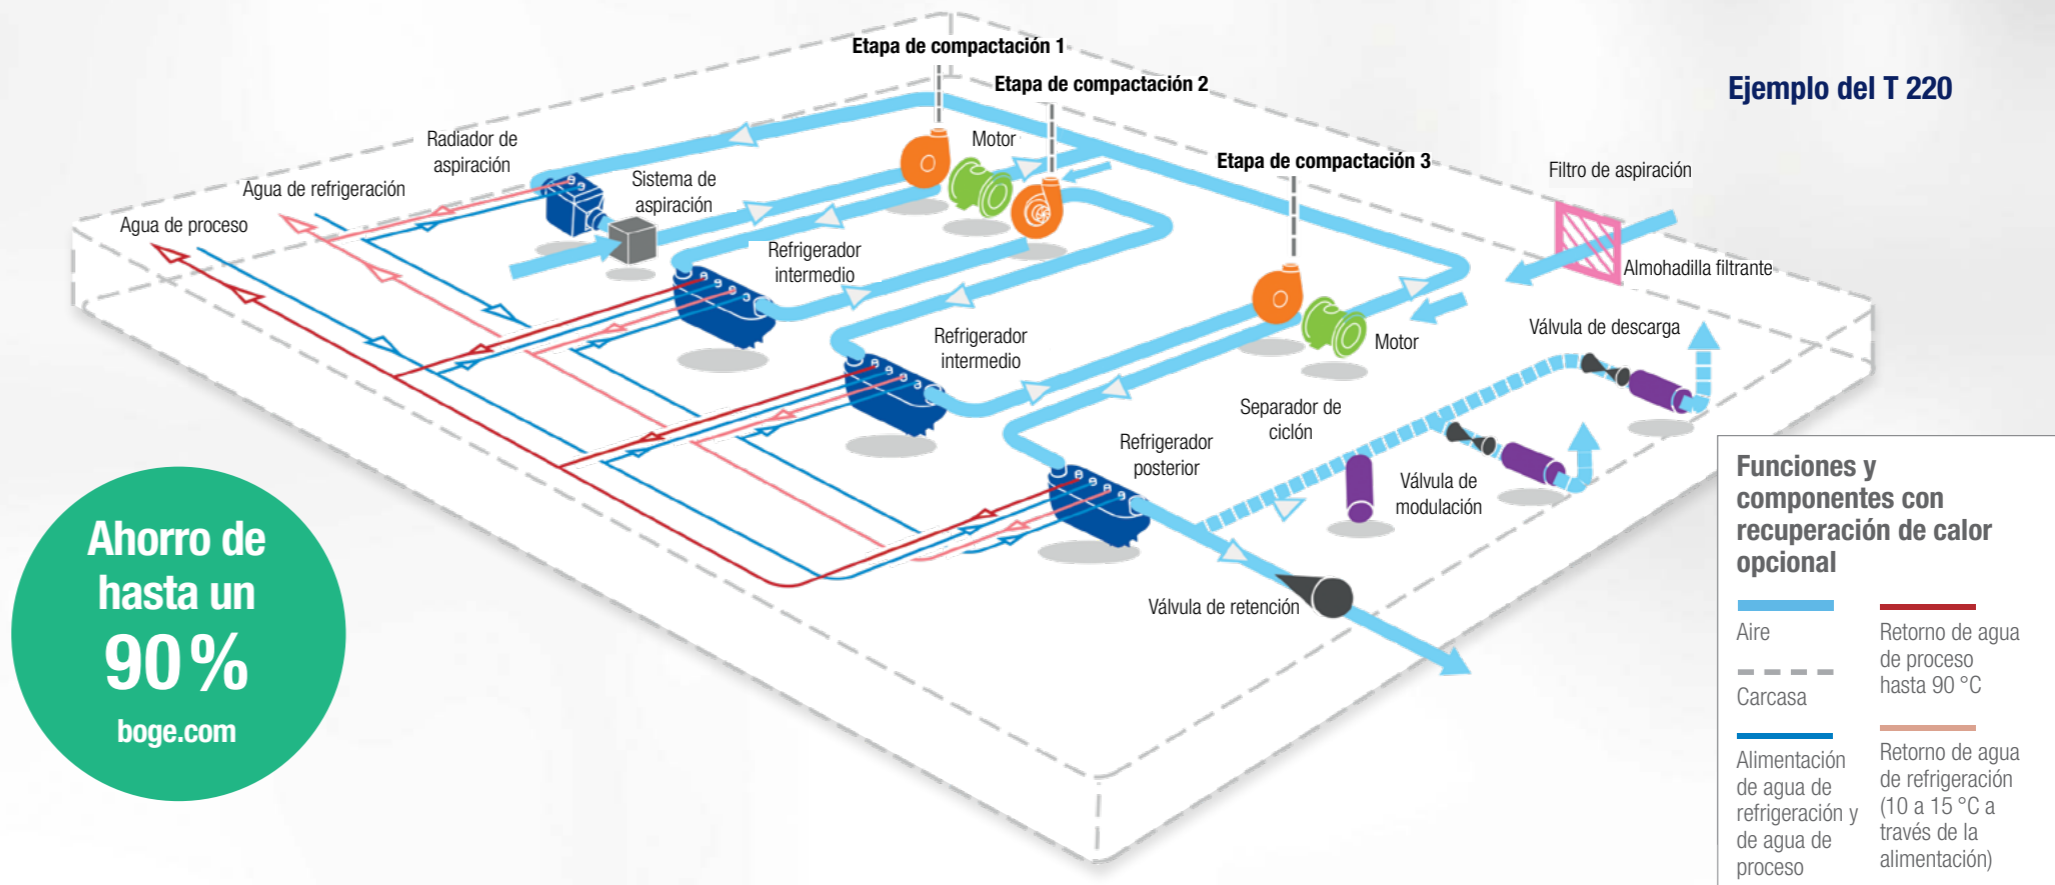 Etapa de compactación 1
Etapa de compactación 2
Ejemplo del T 220
Radiador de
aspiración
Motor
Etapa de compactación 3
Filtro de aspiración
Agua de refrigeración
Sistema de
aspiración
Agua de proceso
Refrigerador
intermedio
Almohadilla filtrante
Refrigerador
intermedio
Motor
Válvula de descarga
Separador de
ciclón
Refrigerador
posterior
Válvula de
modulación
Válvula de retención
Ahorro de
hasta un
90 %
boge.com
Funciones y
componentes con
recuperación de calor
opcional
Aire
Carcasa
Alimentación
de agua de
refrigeración y
de agua de
proceso
Retorno de agua
de proceso
hasta 90 °C
Retorno de agua
de refrigeración
(10 a 15 °C a
través de la
alimentación)